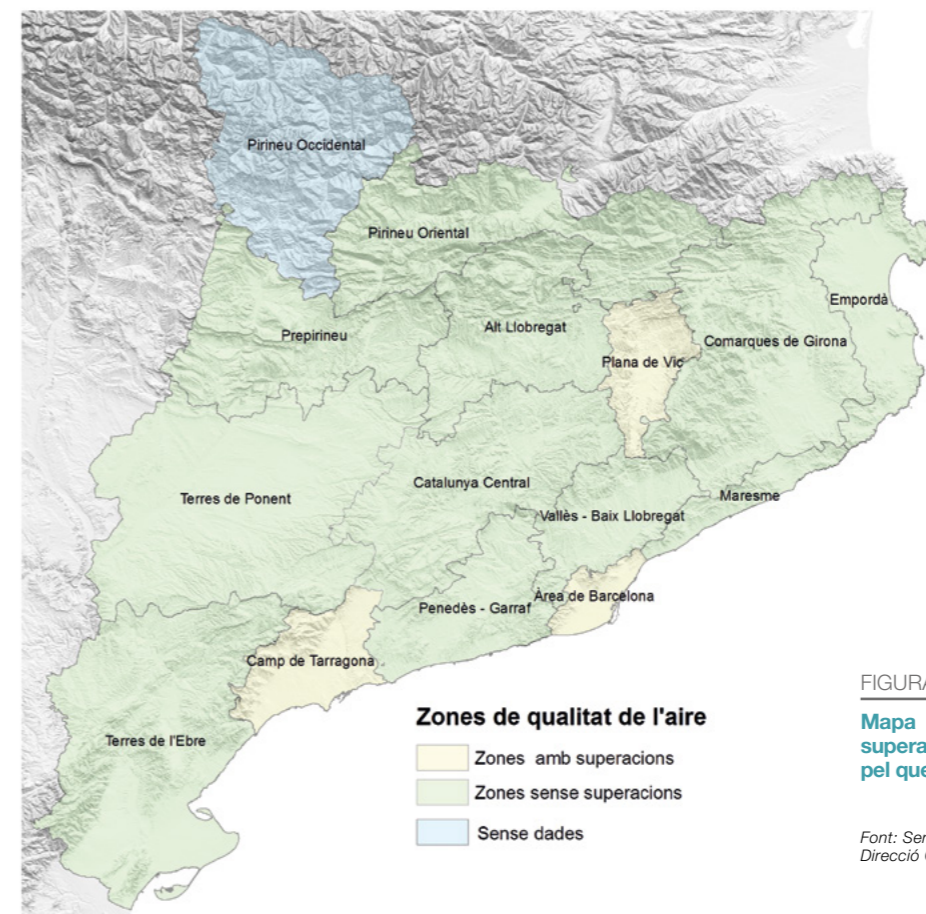 Pirineu Occidental
Pirineu Oriental
Empordà
Prepirineu
Alt Llobregat
Comarques de Girona
Plana de Vic
Catalunya Central
Terres de Ponent
Maresme
Vallès - Baix Llobregat
Àrea de Barcelona
Penedès - Garraf
Camp de Tarragona
Terres de l'Ebre
Zones de qualitat de l'aire
Zones amb superacions
Zones sense superacions
Sense dades
FIGURA
Mapa
supera
pel que
Font: Ser
Direcció